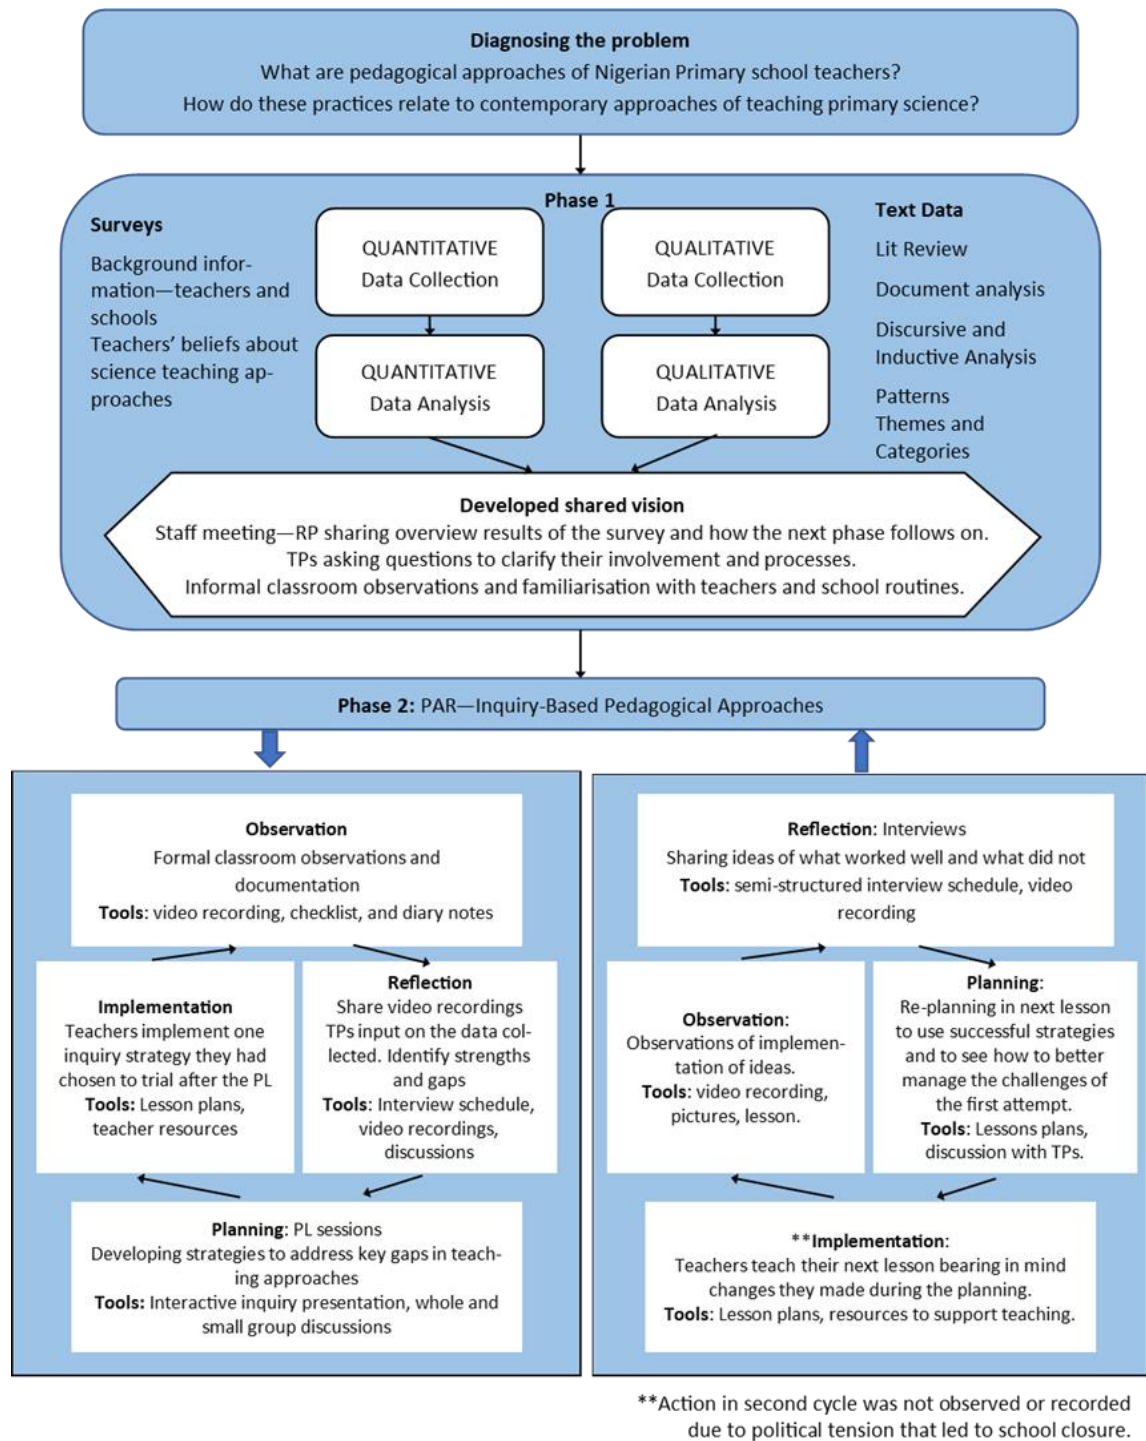 Diagnosing the problem
What are pedagogical approaches of Nigerian Primary school teachers?
How do these practices relate to contemporary approaches of teaching primary science?
Phase 1
Surveys
Background infor-
mation—teachers and
schools
Teachers' beliefs about
science teaching ap-
proaches
QUANTITATIVE
Data Collection
QUANTITATIVE
Data Analysis
QUALITATIVE
Data Collection
QUALITATIVE
Data Analysis
Text Data
Lit Review
Document analysis
Discursive and
Inductive Analysis
Patterns
Themes and
Categories
Developed shared vision
Staff meeting—RP sharing overview results of the survey and how the next phase follows on.
TPs asking questions to clarify their involvement and processes.
Informal classroom observations and familiarisation with teachers and school routines.
Phase 2: PAR—Inquiry-Based Pedagogical Approaches
Observation
Formal classroom observations and
documentation
Tools: video recording, checklist, and diary notes
Implementation
Teachers implement one
inquiry strategy they had
chosen to trial after the PL
Tools: Lesson plans,
teacher resources
Reflection
Share video recordings
TPs input on the data col-
lected. Identify strengths
and gaps
Tools: Interview schedule,
video recordings,
discussions
Planning: PL sessions
Developing strategies to address key gaps in teach-
ing approaches
Tools: Interactive inquiry presentation, whole and
small group discussions
Reflection: Interviews
Sharing ideas of what worked well and what did not
Tools: semi-structured interview schedule, video
recording
Observation:
Observations of implemen-
tation of ideas.
Tools: video recording,
pictures, lesson.
Planning:
Re-planning in next lesson
to use successful strategies
and to see how to better
manage the challenges of
the first attempt.
Tools: Lessons plans,
discussion with TPs.
**Implementation:
Teachers teach their next lesson bearing in mind
changes they made during the planning.
Tools: Lesson plans, resources to support teaching.
**Action in second cycle was not observed or recorded
due to political tension that led to school closure.